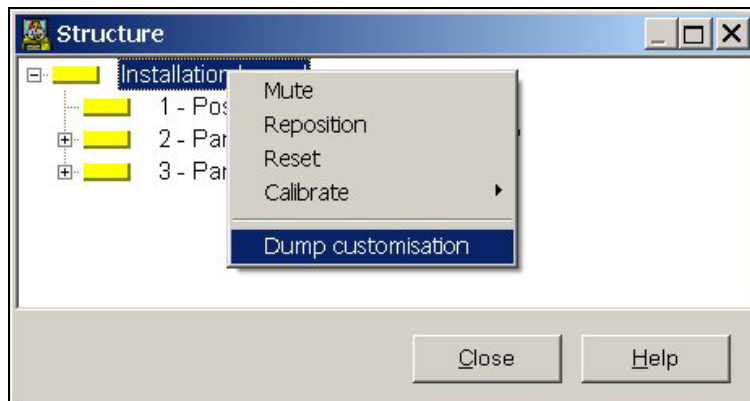 Structure
Installation
Mute
1 - Pos
Reposition
2 - Par
Reset
3 - Par
Calibrate
Dump customisation
Close
Help